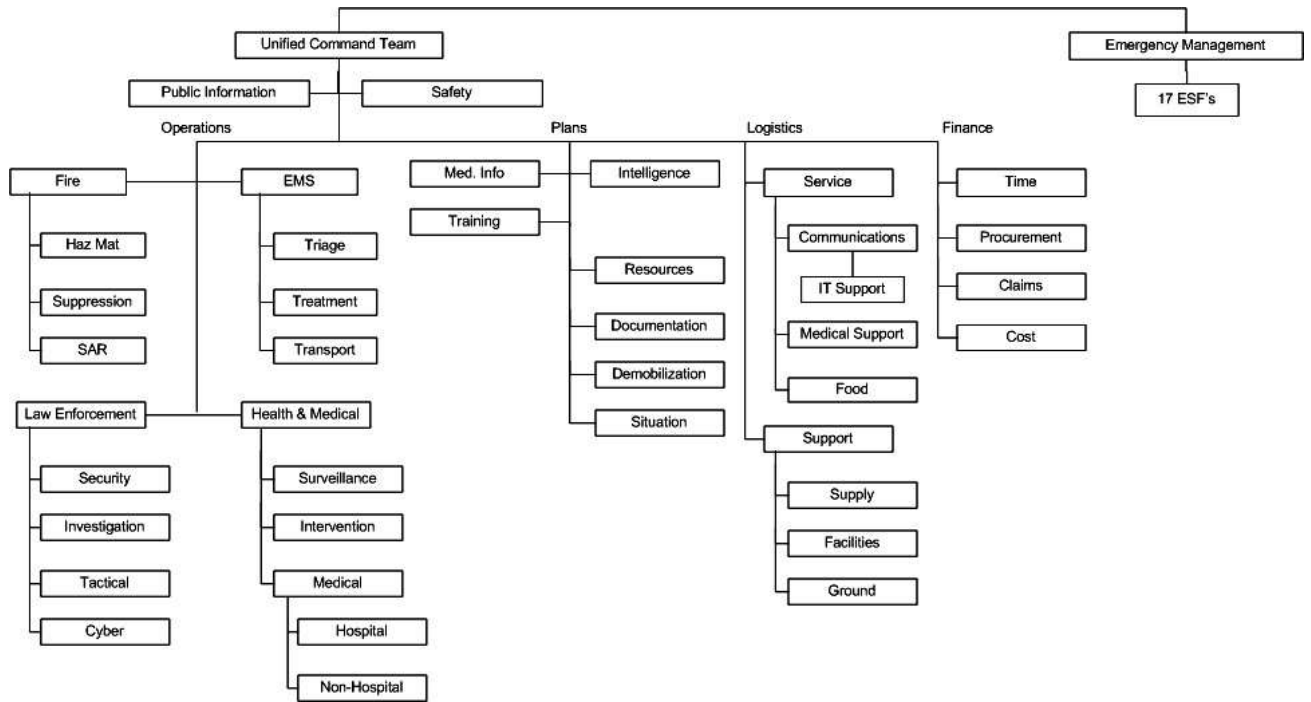 Unified Command Team
Emergency Management
Public Information
Safety
17 ESF's
Operations
Plans
Logistics
Finance
Fire
EMS
Haz Mat
Suppression
SAR
Triage
Treatment
Transport
Law Enforcement
Health & Medical
Security
Investigation
Tactical
Cyber
Surveillance
Intervention
Medical
Hospital
Non-Hospital
Med. Info
Intelligence
Training
Resources
Documentation
Demobilization
Situation
Service
Communications
IT Support
Medical Support
Food
Support
Supply
Facilities
Ground
Time
Procurement
Claims
Cost